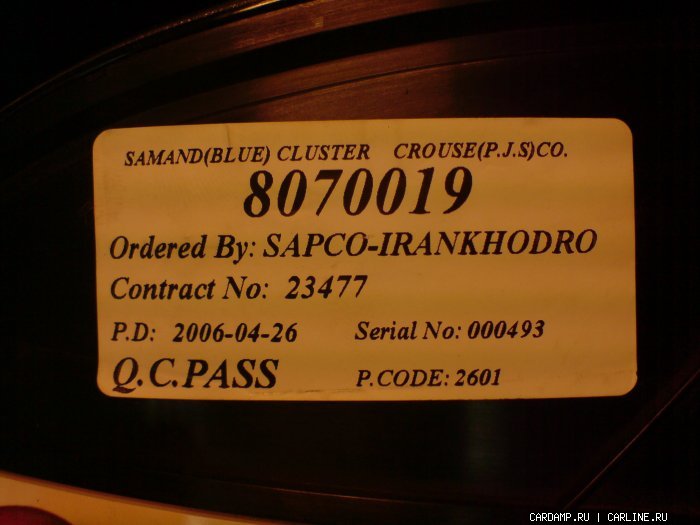 SAMAND(BLUE) CLUSTER CROUSE(P.J.S)CO.
8070019
Ordered By: SAPCO-IRANKHODRO
Contract No: 23477
P.D: 2006-04-26 Serial No: 000493
Q.C.PASS P.CODE: 2601
CARDAMP.RU | CARLINE.RU